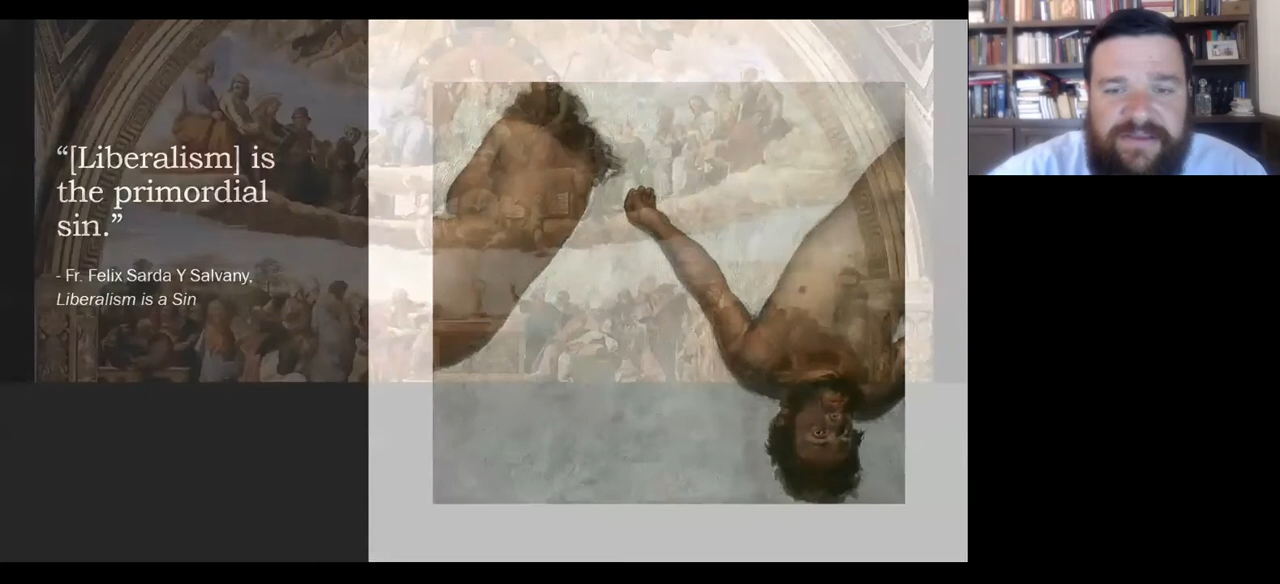 “[Liberalism] is
the primordial
sin.”
- Fr. Felix Sarda Y Salvany,
Liberalism is a Sin